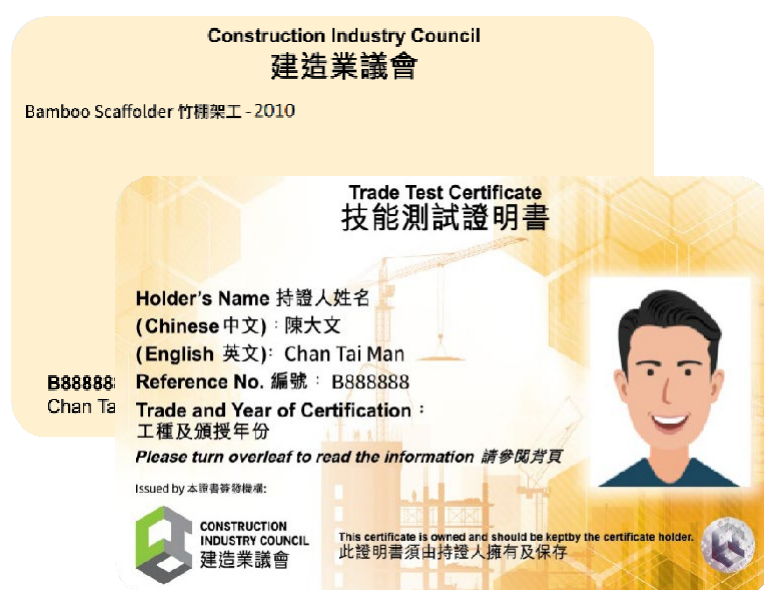 Construction Industry Council
建造業議會
Bamboo Scaffolder 竹棚架工 - 2010
B88888
Chan Ta
Trade Test Certificate
技能測試證明書
Holder's Name 持證人姓名
(Chinese 中文) : 陳大文
(English 英文): Chan Tai Man
Reference No. 編號 : B888888
Trade and Year of Certification :
工種及頒授年份
Please turn overleaf to read the information 請參閱背頁
Issued by 本證書簽發機構:
CONSTRUCTION
INDUSTRY COUNCIL
建造業議會
This certificate is owned and should be keptby the certificate holder.
此證明書須由持證人擁有及保存